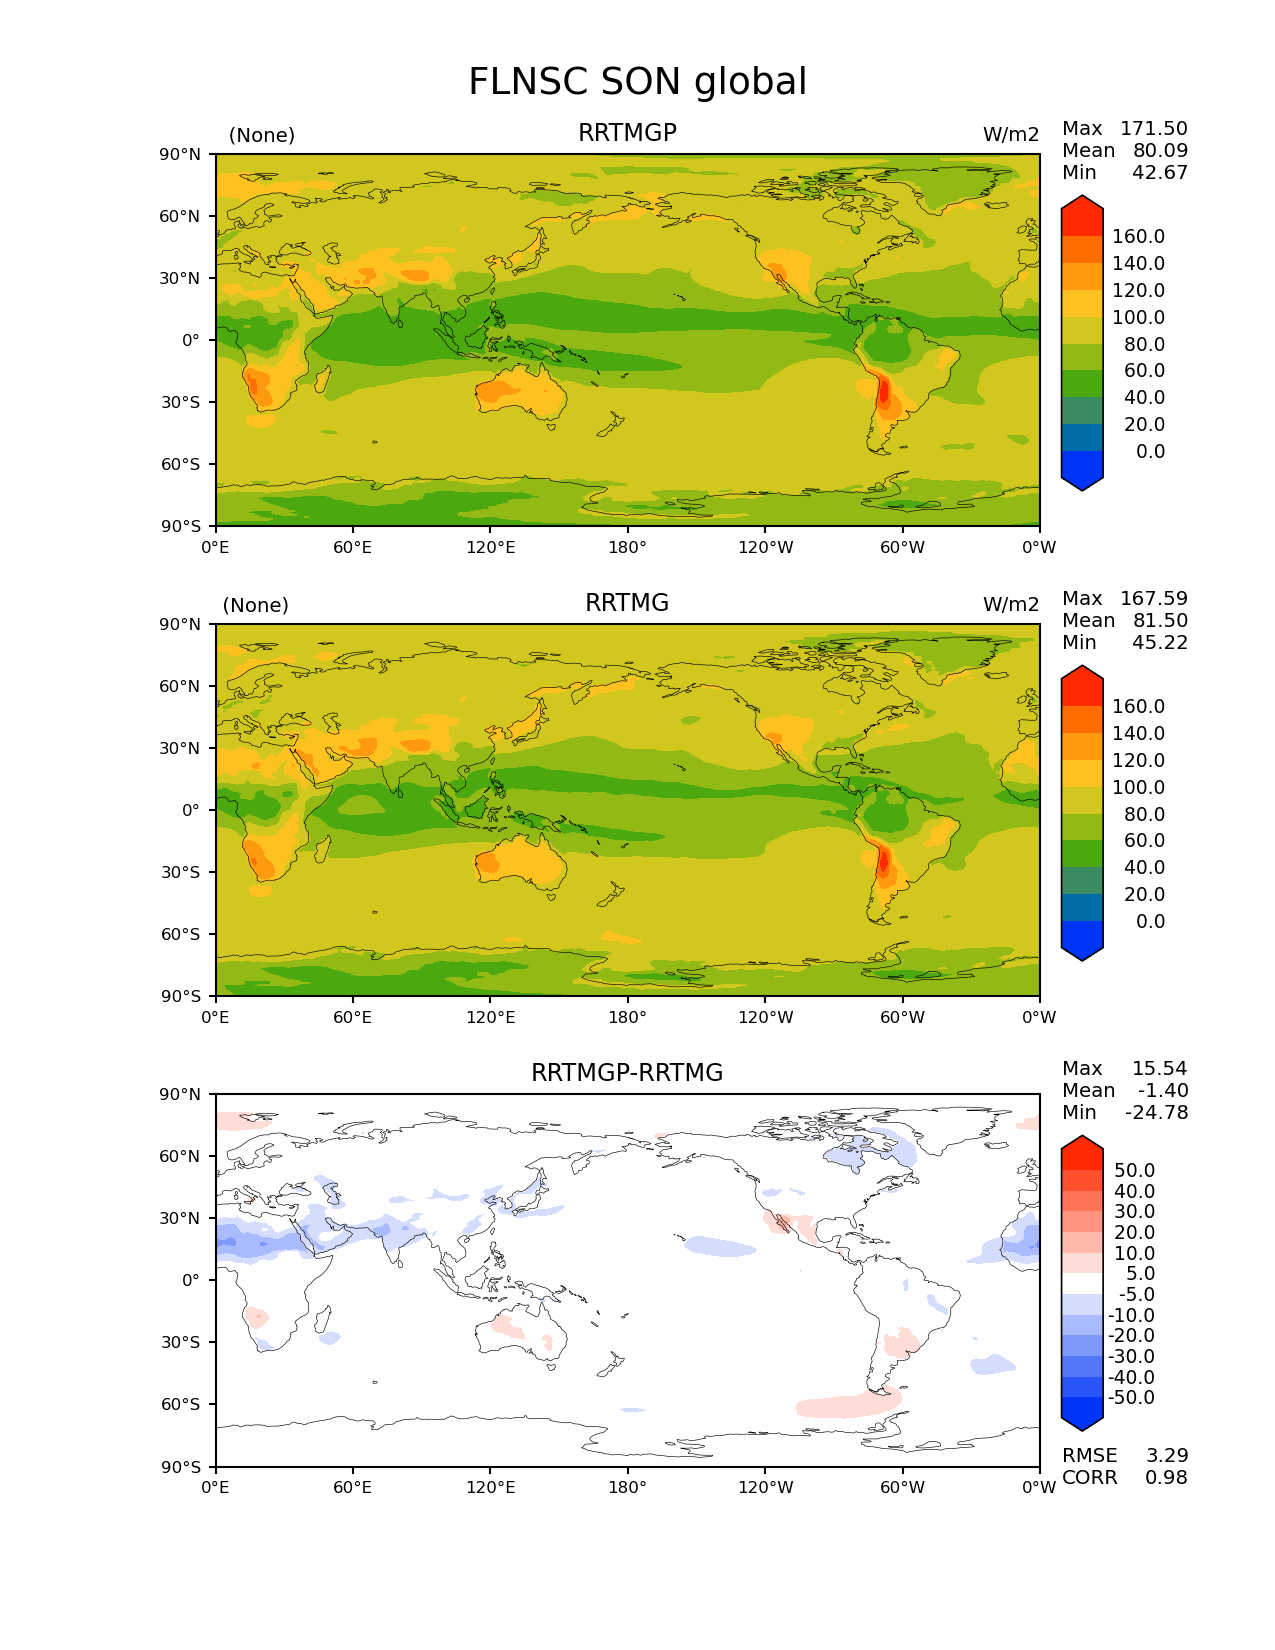 FLNSC SON global
(None) RRTMGP W/m2
Max 171.50
Mean 80.09
Min 42.67
90°N
60°N
30°N
0°
30°S
60°S
90°S
0°E 60°E 120°E 180° 120°W 60°W 0°W
160.0
140.0
120.0
100.0
80.0
60.0
40.0
20.0
0.0
(None) RRTMG W/m2
Max 167.59
Mean 81.50
Min 45.22
90°N
60°N
30°N
0°
30°S
60°S
90°S
0°E 60°E 120°E 180° 120°W 60°W 0°W
160.0
140.0
120.0
100.0
80.0
60.0
40.0
20.0
0.0
RRTMGP-RRTMG
Max 15.54
Mean -1.40
Min -24.78
90°N
60°N
30°N
0°
30°S
60°S
90°S
0°E 60°E 120°E 180° 120°W 60°W 0°W
50.0
40.0
30.0
20.0
10.0
5.0
-5.0
-10.0
-20.0
-30.0
-40.0
-50.0
RMSE 3.29
CORR 0.98